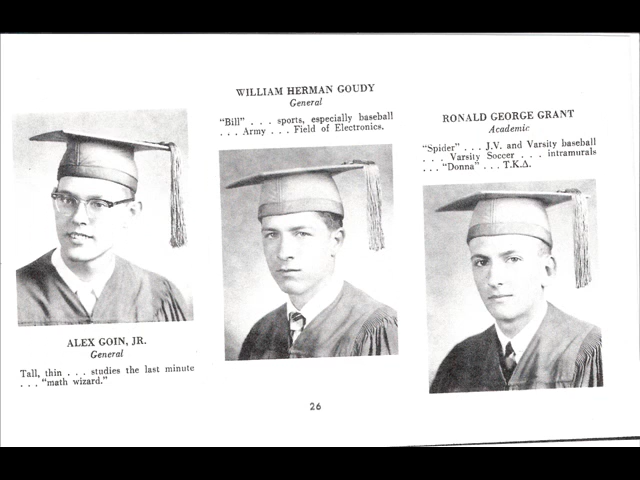 ALEX GOIN, JR.
General
Tall, thin . . . studies the last minute
. . . "math wizard."
WILLIAM HERMAN GOUDY
General
"Bill" . . . sports, especially baseball
. . . Army . . . Field of Electronics.
RONALD GEORGE GRANT
Academic
"Spider" . . . J.V. and Varsity baseball
. . . Varsity Soccer . . . intramurals
. . . "Donna" . . . T.K.Δ.
26